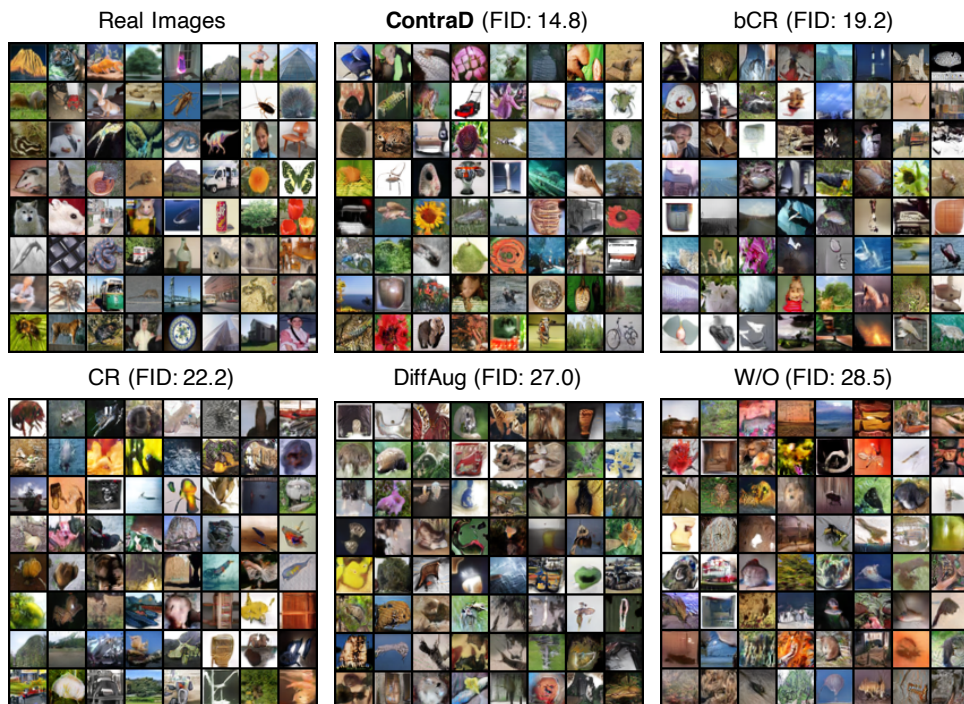 Real Images
ContraD (FID: 14.8)
bCR (FID: 19.2)
CR (FID: 22.2)
DiffAug (FID: 27.0)
W/O (FID: 28.5)